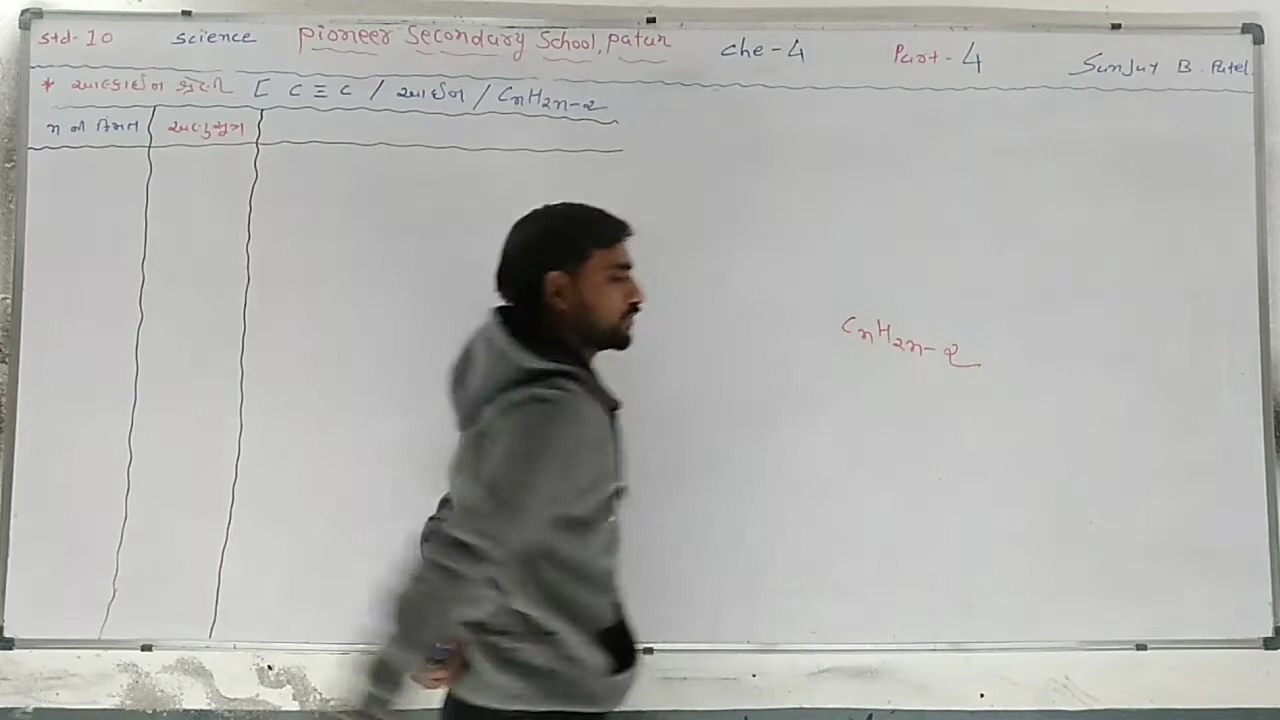 Std-10 Science Pioneer Secondary School, Patan Che-4 Part-4 Sanjay B. Patel
* આલ્કાઈન શ્રેણી [ C≡C / આઈન / CnH2n-2
n ની કિંમત અણુસૂત્ર
CnH2n-2